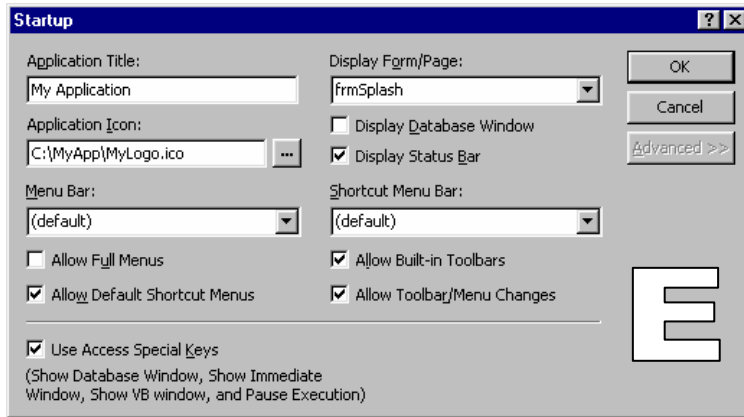 Startup
Application Title:
My Application
Application Icon:
C:\MyApp\MyLogo.ico
...
Menu Bar:
(default)
Allow Full Menus
Allow Default Shortcut Menus
Display Form/Page:
frmSplash
Display Database Window
Display Status Bar
Shortcut Menu Bar:
(default)
Allow Built-in Toolbars
Allow Toolbar/Menu Changes
OK
Cancel
Advanced >>
Use Access Special Keys
(Show Database Window, Show Immediate
Window, Show VB window, and Pause Execution)
E